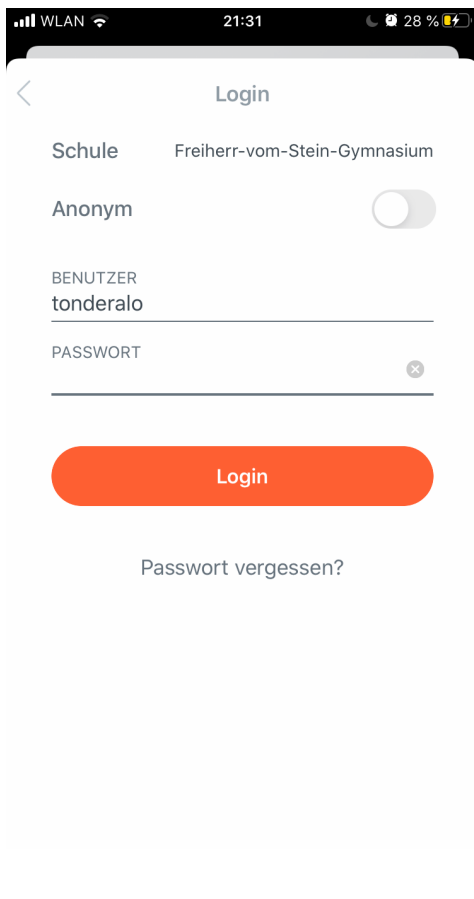 WLAN 21:31 28 %
Login
Schule Freiherr-vom-Stein-Gymnasium
Anonym
BENUTZER
tonderalo
PASSWORT
Login
Passwort vergessen?